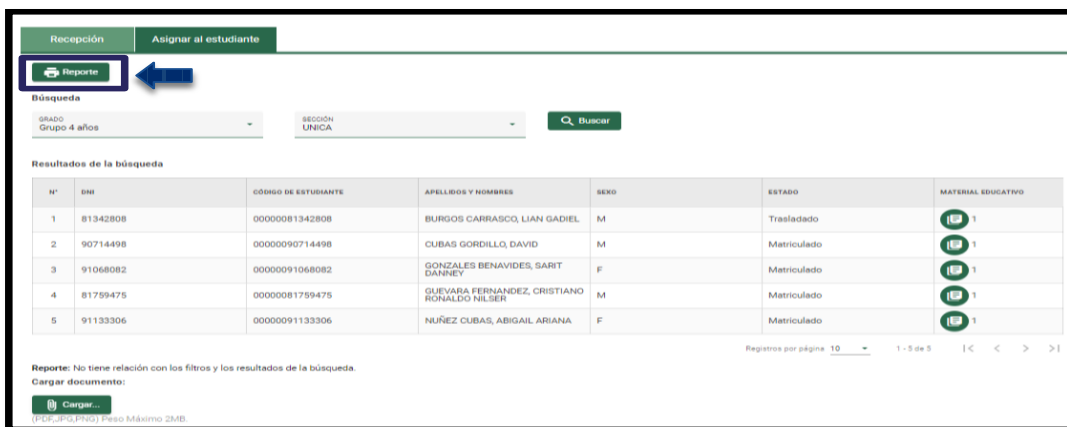 Recepción Asignar al estudiante
Reporte
Búsqueda
GRADO SECCIÓN
Grupo 4 años UNICA Buscar
Resultados de la búsqueda
N° DNI CÓDIGO DE ESTUDIANTE APELLIDOS Y NOMBRES SEXO ESTADO MATERIAL EDUCATIVO
1 81342808 00000081342808 BURGOS CARRASCO, LIAN GADIEL M Trasladado 1
2 90714498 00000090714498 CUBAS GORDILLO, DAVID M Matriculado 1
3 91068082 00000091068082 GONZALES BENAVIDES, SARIT DANNEY F Matriculado 1
4 81759475 00000081759475 GUEVARA FERNANDEZ, CRISTIANO RONALDO NILSER M Matriculado 1
5 91133306 00000091133306 NUÑEZ CUBAS, ABIGAIL ARIANA F Matriculado 1
Registros por página 10 1 - 5 de 5 |< < > >|
Reporte: No tiene relación con los filtros y los resultados de la búsqueda.
Cargar documento:
Cargar...
(PDF,JPG,PNG) Peso Máximo 2MB.